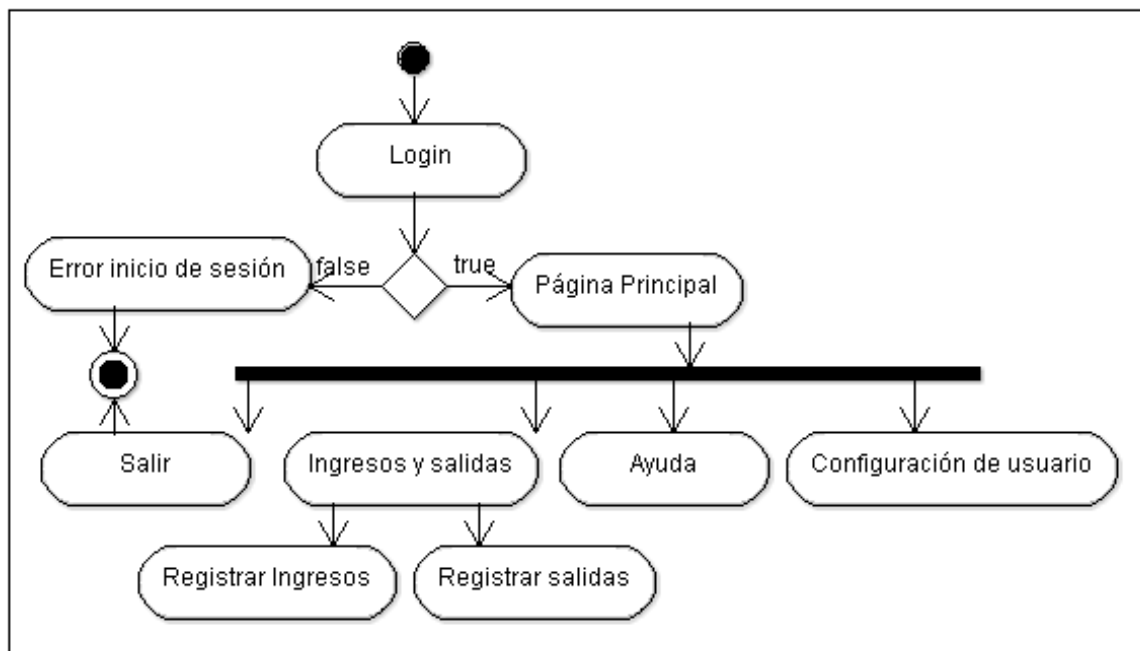 Login
Error inicio de sesión
false
true
Página Principal
Salir
Ingresos y salidas
Ayuda
Configuración de usuario
Registrar Ingresos
Registrar salidas